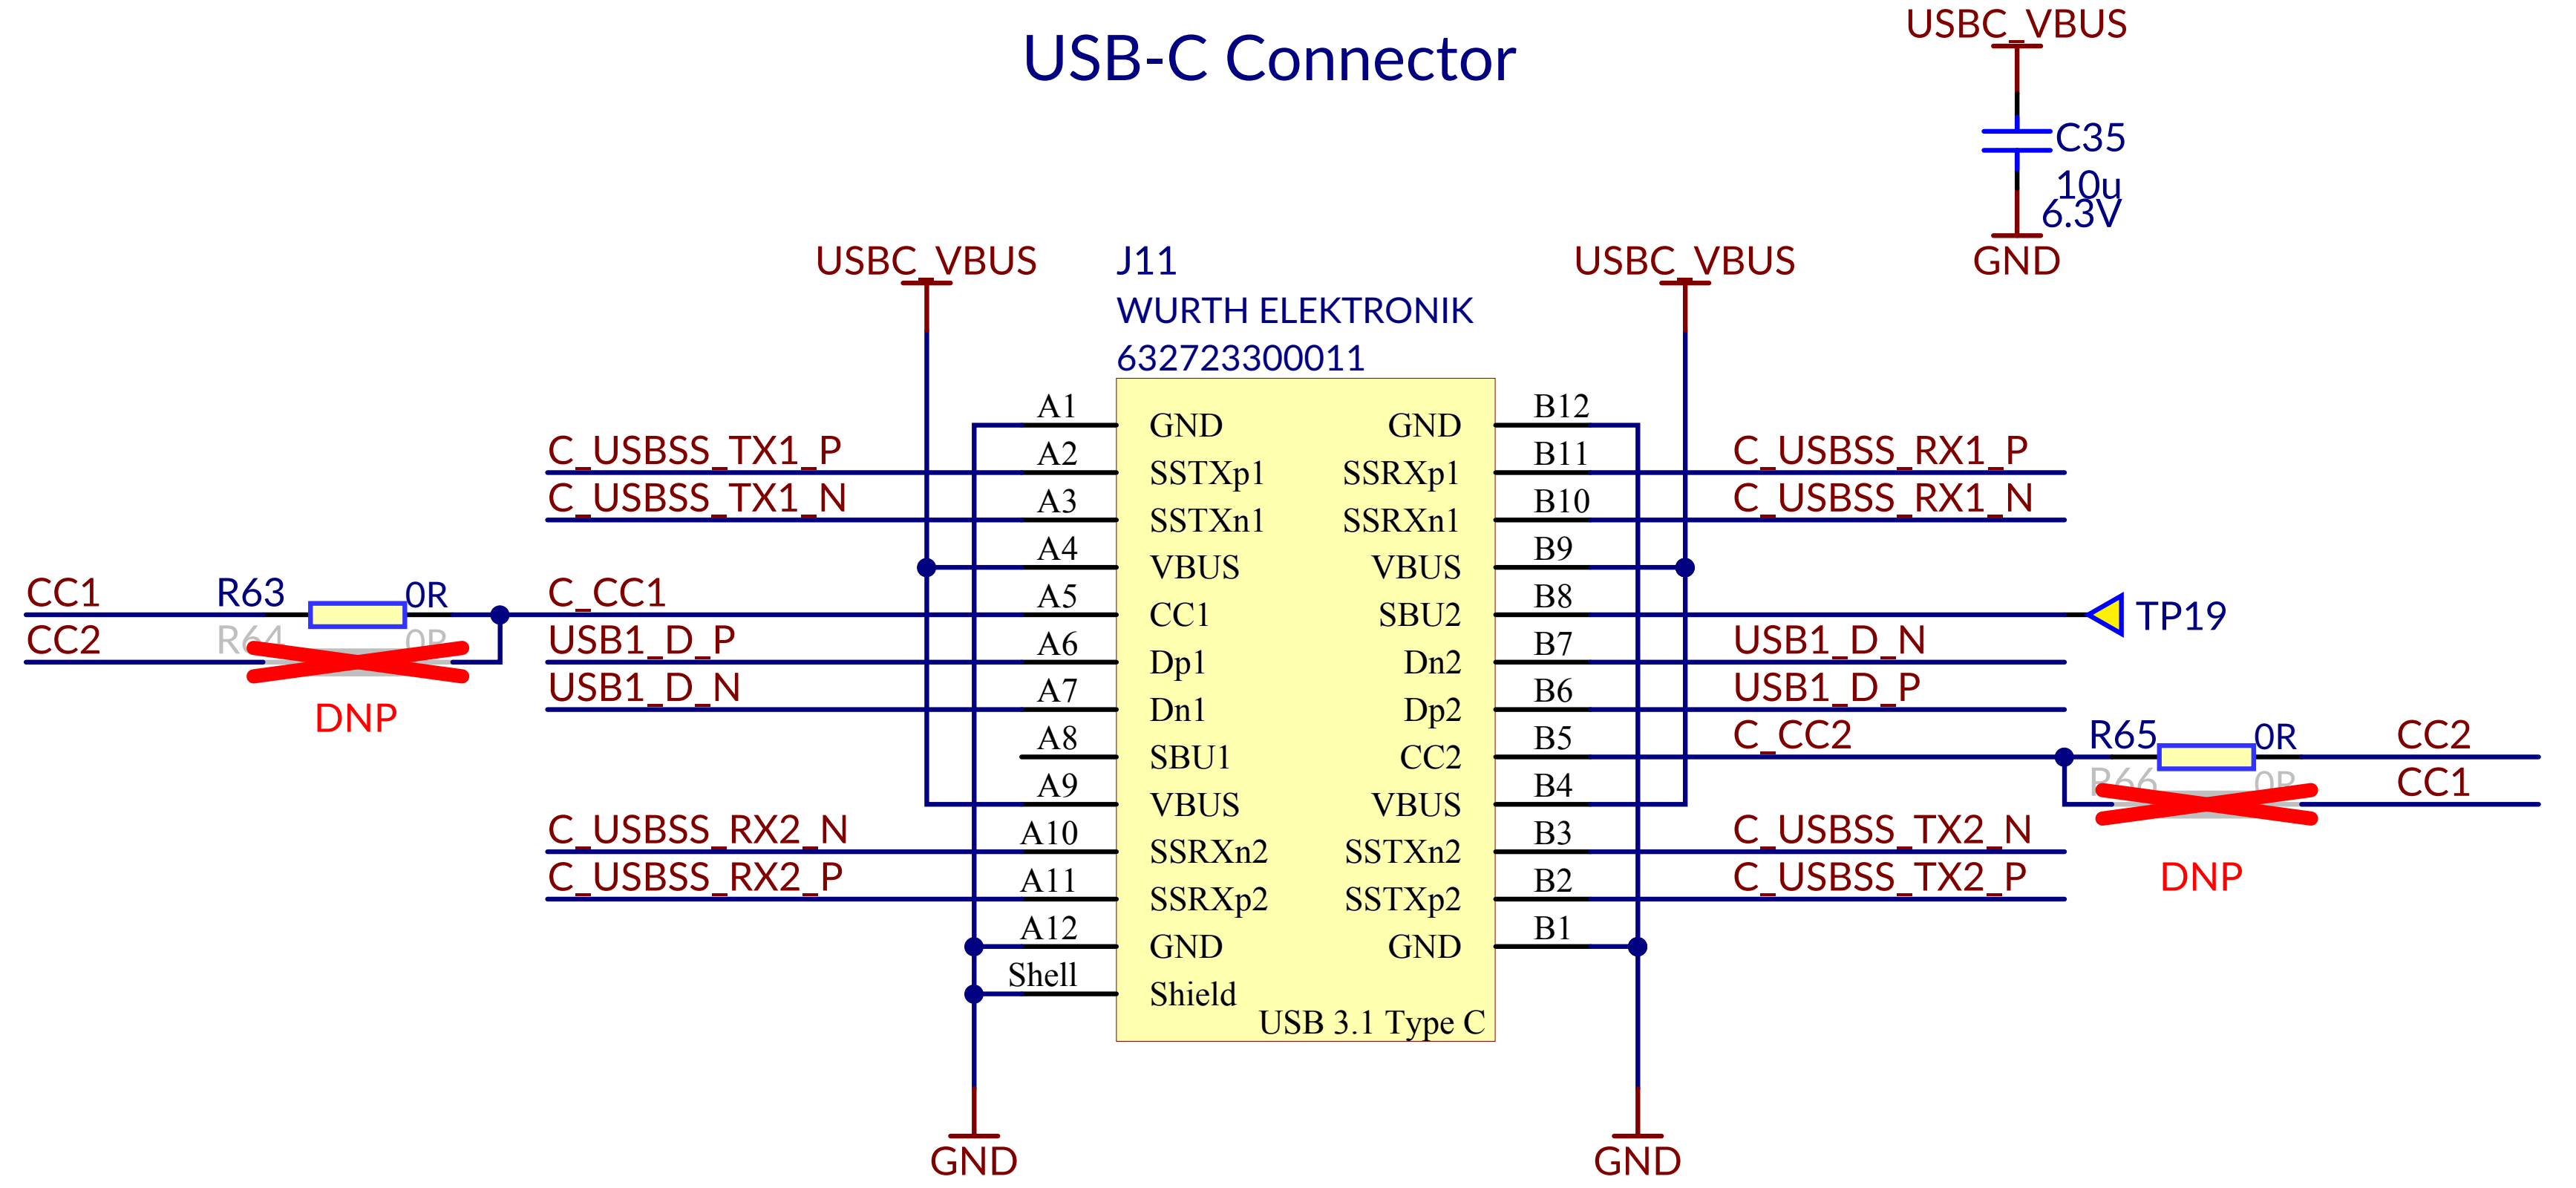 USB-C Connector
USBC_VBUS
C35
10u
6.3V
GND
USBC_VBUS
J11
USBC_VBUS
WURTH ELEKTRONIK
632723300011
A1 GND GND B12
C_USBSS_TX1_P A2 SSTXp1 SSRXp1 B11 C_USBSS_RX1_P
C_USBSS_TX1_N A3 SSTXn1 SSRXn1 B10 C_USBSS_RX1_N
A4 VBUS VBUS B9
CC1 R63 0R C_CC1 A5 CC1 SBU2 B8 TP19
CC2 R64 0R USB1_D_P A6 Dp1 Dn2 B7 USB1_D_N
DNP USB1_D_N A7 Dn1 Dp2 B6 USB1_D_P
A8 SBU1 CC2 B5 C_CC2 R65 0R CC2
A9 VBUS VBUS B4 R66 0R CC1
C_USBSS_RX2_N A10 SSRXn2 SSTXn2 B3 C_USBSS_TX2_N
C_USBSS_RX2_P A11 SSRXp2 SSTXp2 B2 C_USBSS_TX2_P DNP
A12 GND GND B1
Shell Shield
USB 3.1 Type C
GND
GND